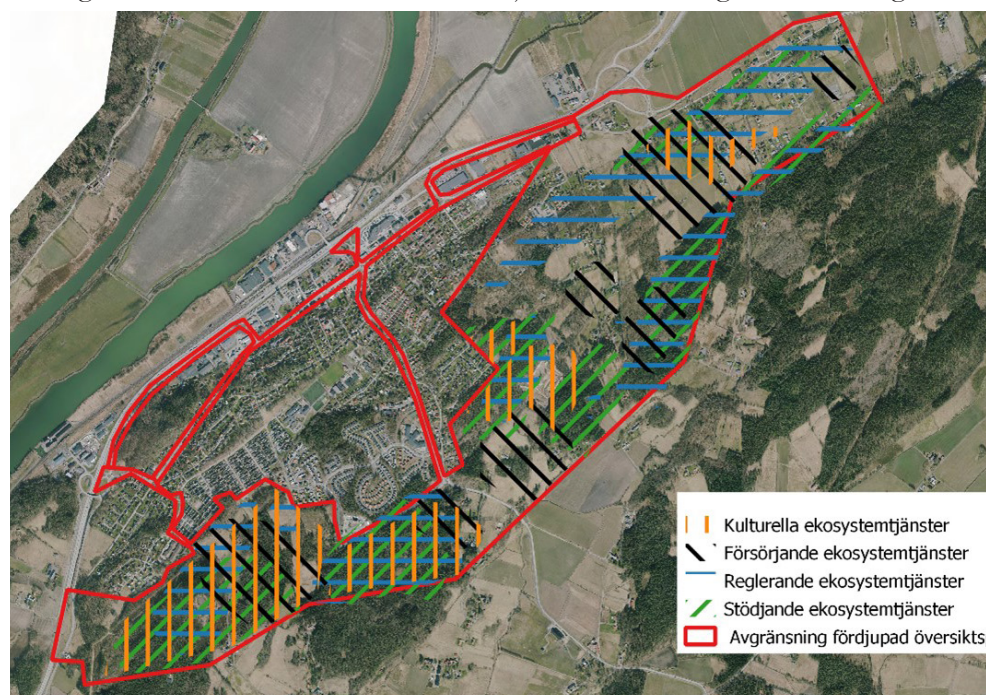 Kulturella ekosystemtjänster
Försörjande ekosystemtjänster
Reglerande ekosystemtjänster
Stödjande ekosystemtjänster
Avgränsning fördjupad översikts